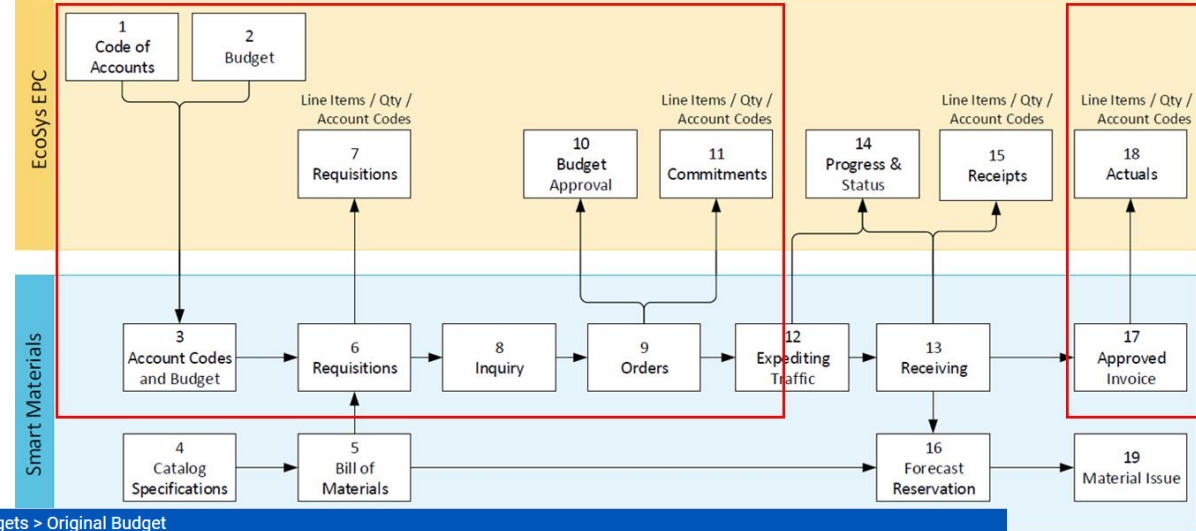 EcoSys EPC
1
Code of
Accounts
2
Budget
Line Items / Qty /
Account Codes
7
Requisitions
10
Budget
Approval
Line Items / Qty /
Account Codes
11
Commitments
14
Progress &
Status
Line Items / Qty /
Account Codes
15
Receipts
Line Items / Qty /
Account Codes
18
Actuals
Smart Materials
3
Account Codes
and Budget
6
Requisitions
8
Inquiry
9
Orders
12
Expediting
Traffic
13
Receiving
17
Approved
Invoice
4
Catalog
Specifications
5
Bill of
Materials
16
Forecast
Reservation
19
Material Issue
gets > Original Budget